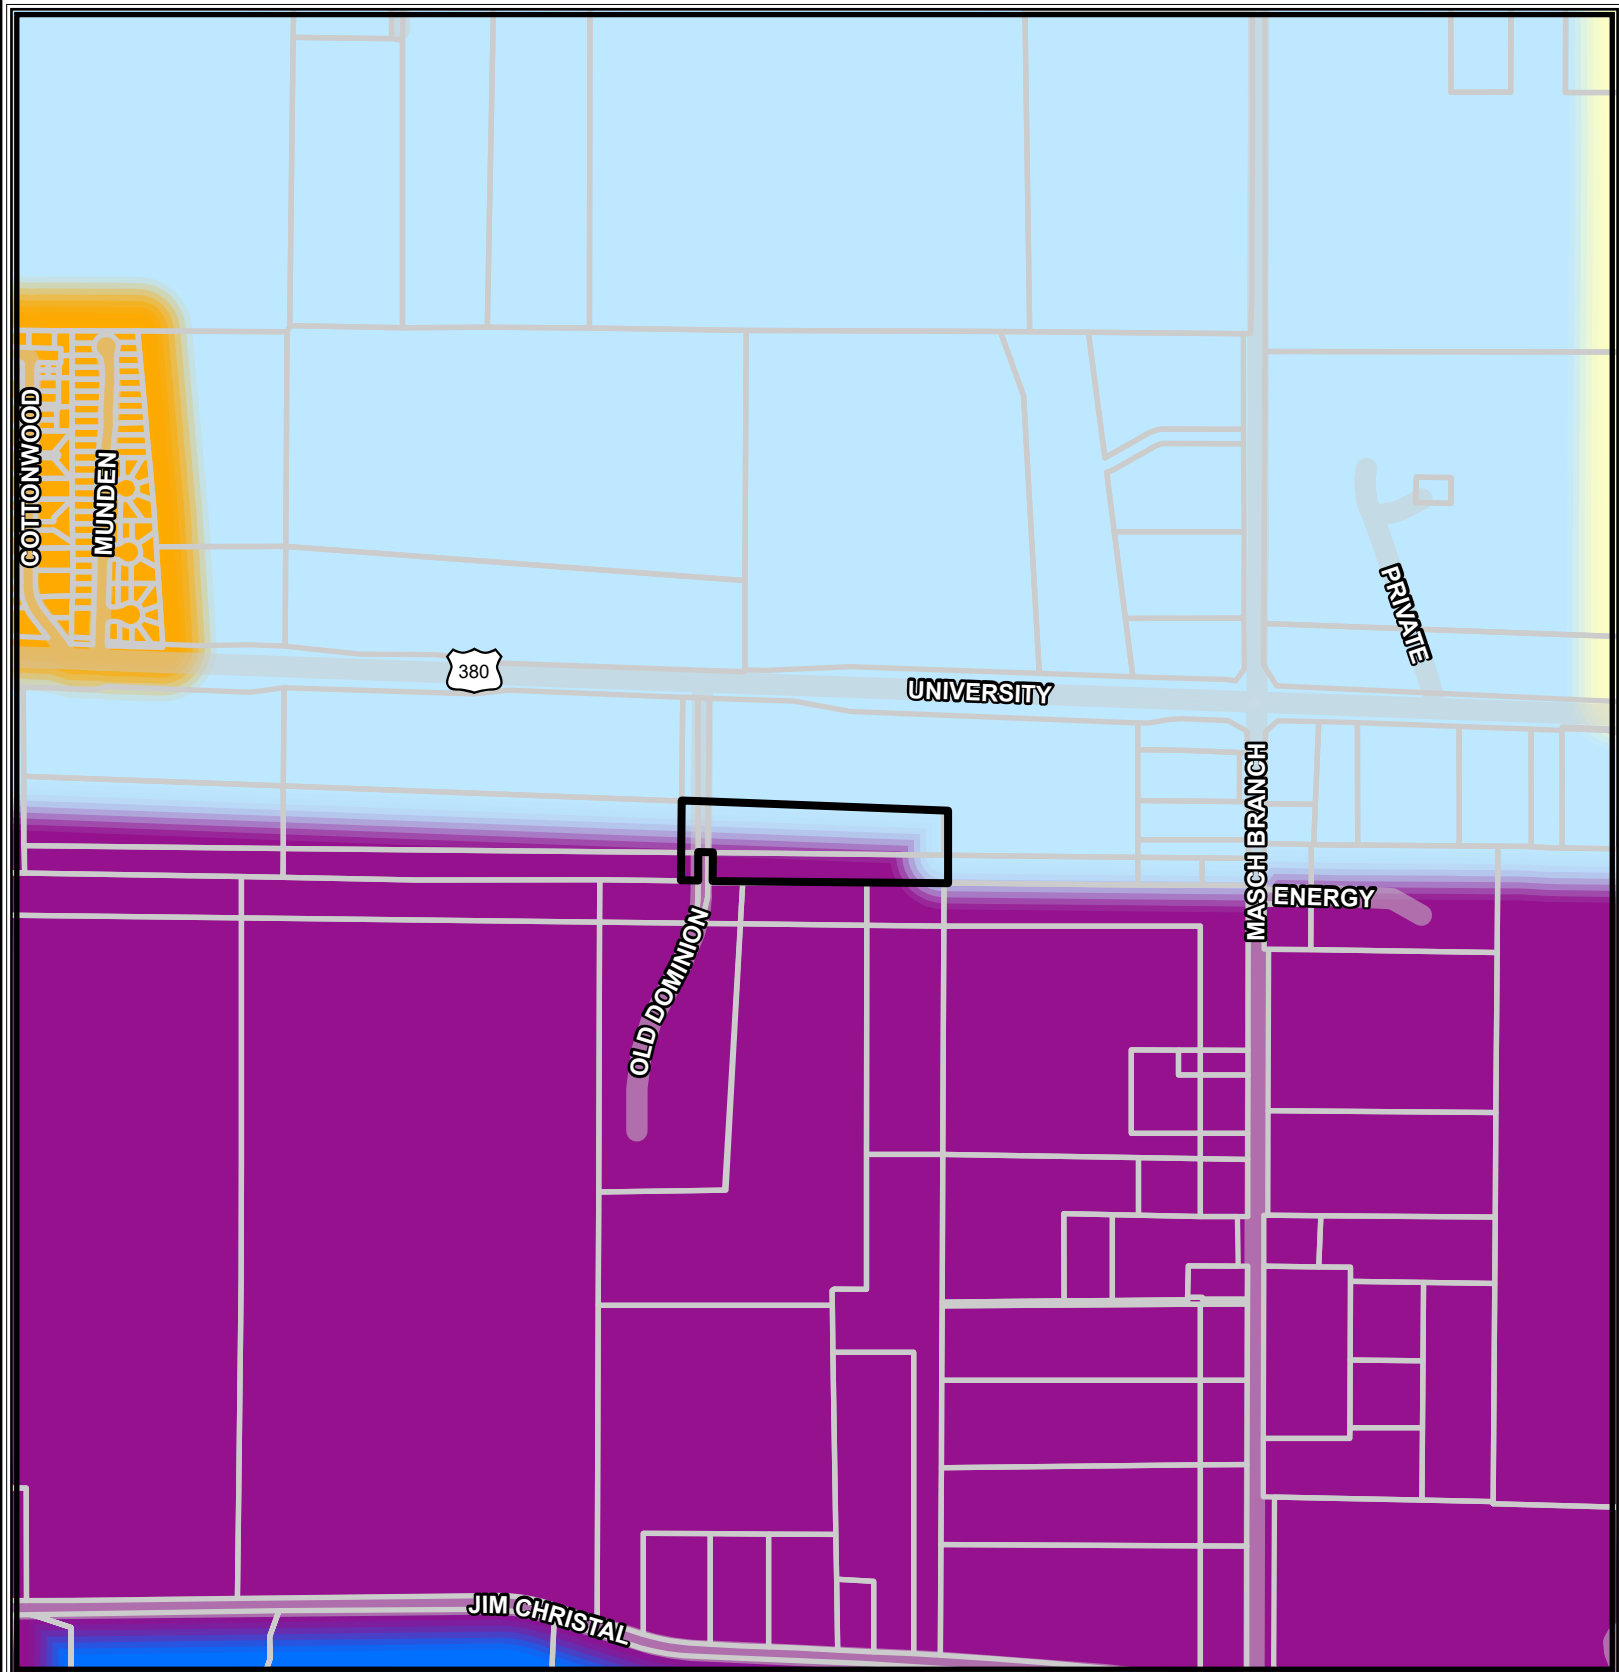 COTTONWOOD
MUNDEN
380
UNIVERSITY
PRIVATE
MASCH BRANCH
ENERGY
OLD DOMINION
JIM CHRISTAL